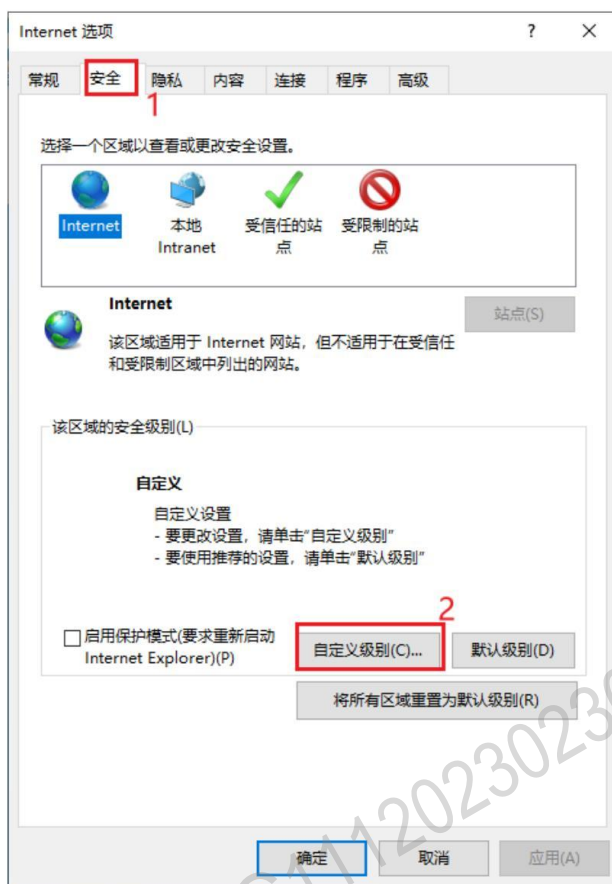 Internet 选项
?
×
常规
安全
隐私
内容
连接
程序
高级
1
选择一个区域以查看或更改安全设置。
Internet
本地
Intranet
受信任的站
点
受限制的站
点
Internet
站点(S)
该区域适用于 Internet 网站，但不适用于在受信任
和受限制区域中列出的网站。
该区域的安全级别(L)
自定义
自定义设置
- 要更改设置，请单击“自定义级别”
- 要使用推荐的设置，请单击“默认级别”
2
启用保护模式(要求重新启动
Internet Explorer)(P)
自定义级别(C)...
默认级别(D)
将所有区域重置为默认级别(R)
确定
取消
应用(A)